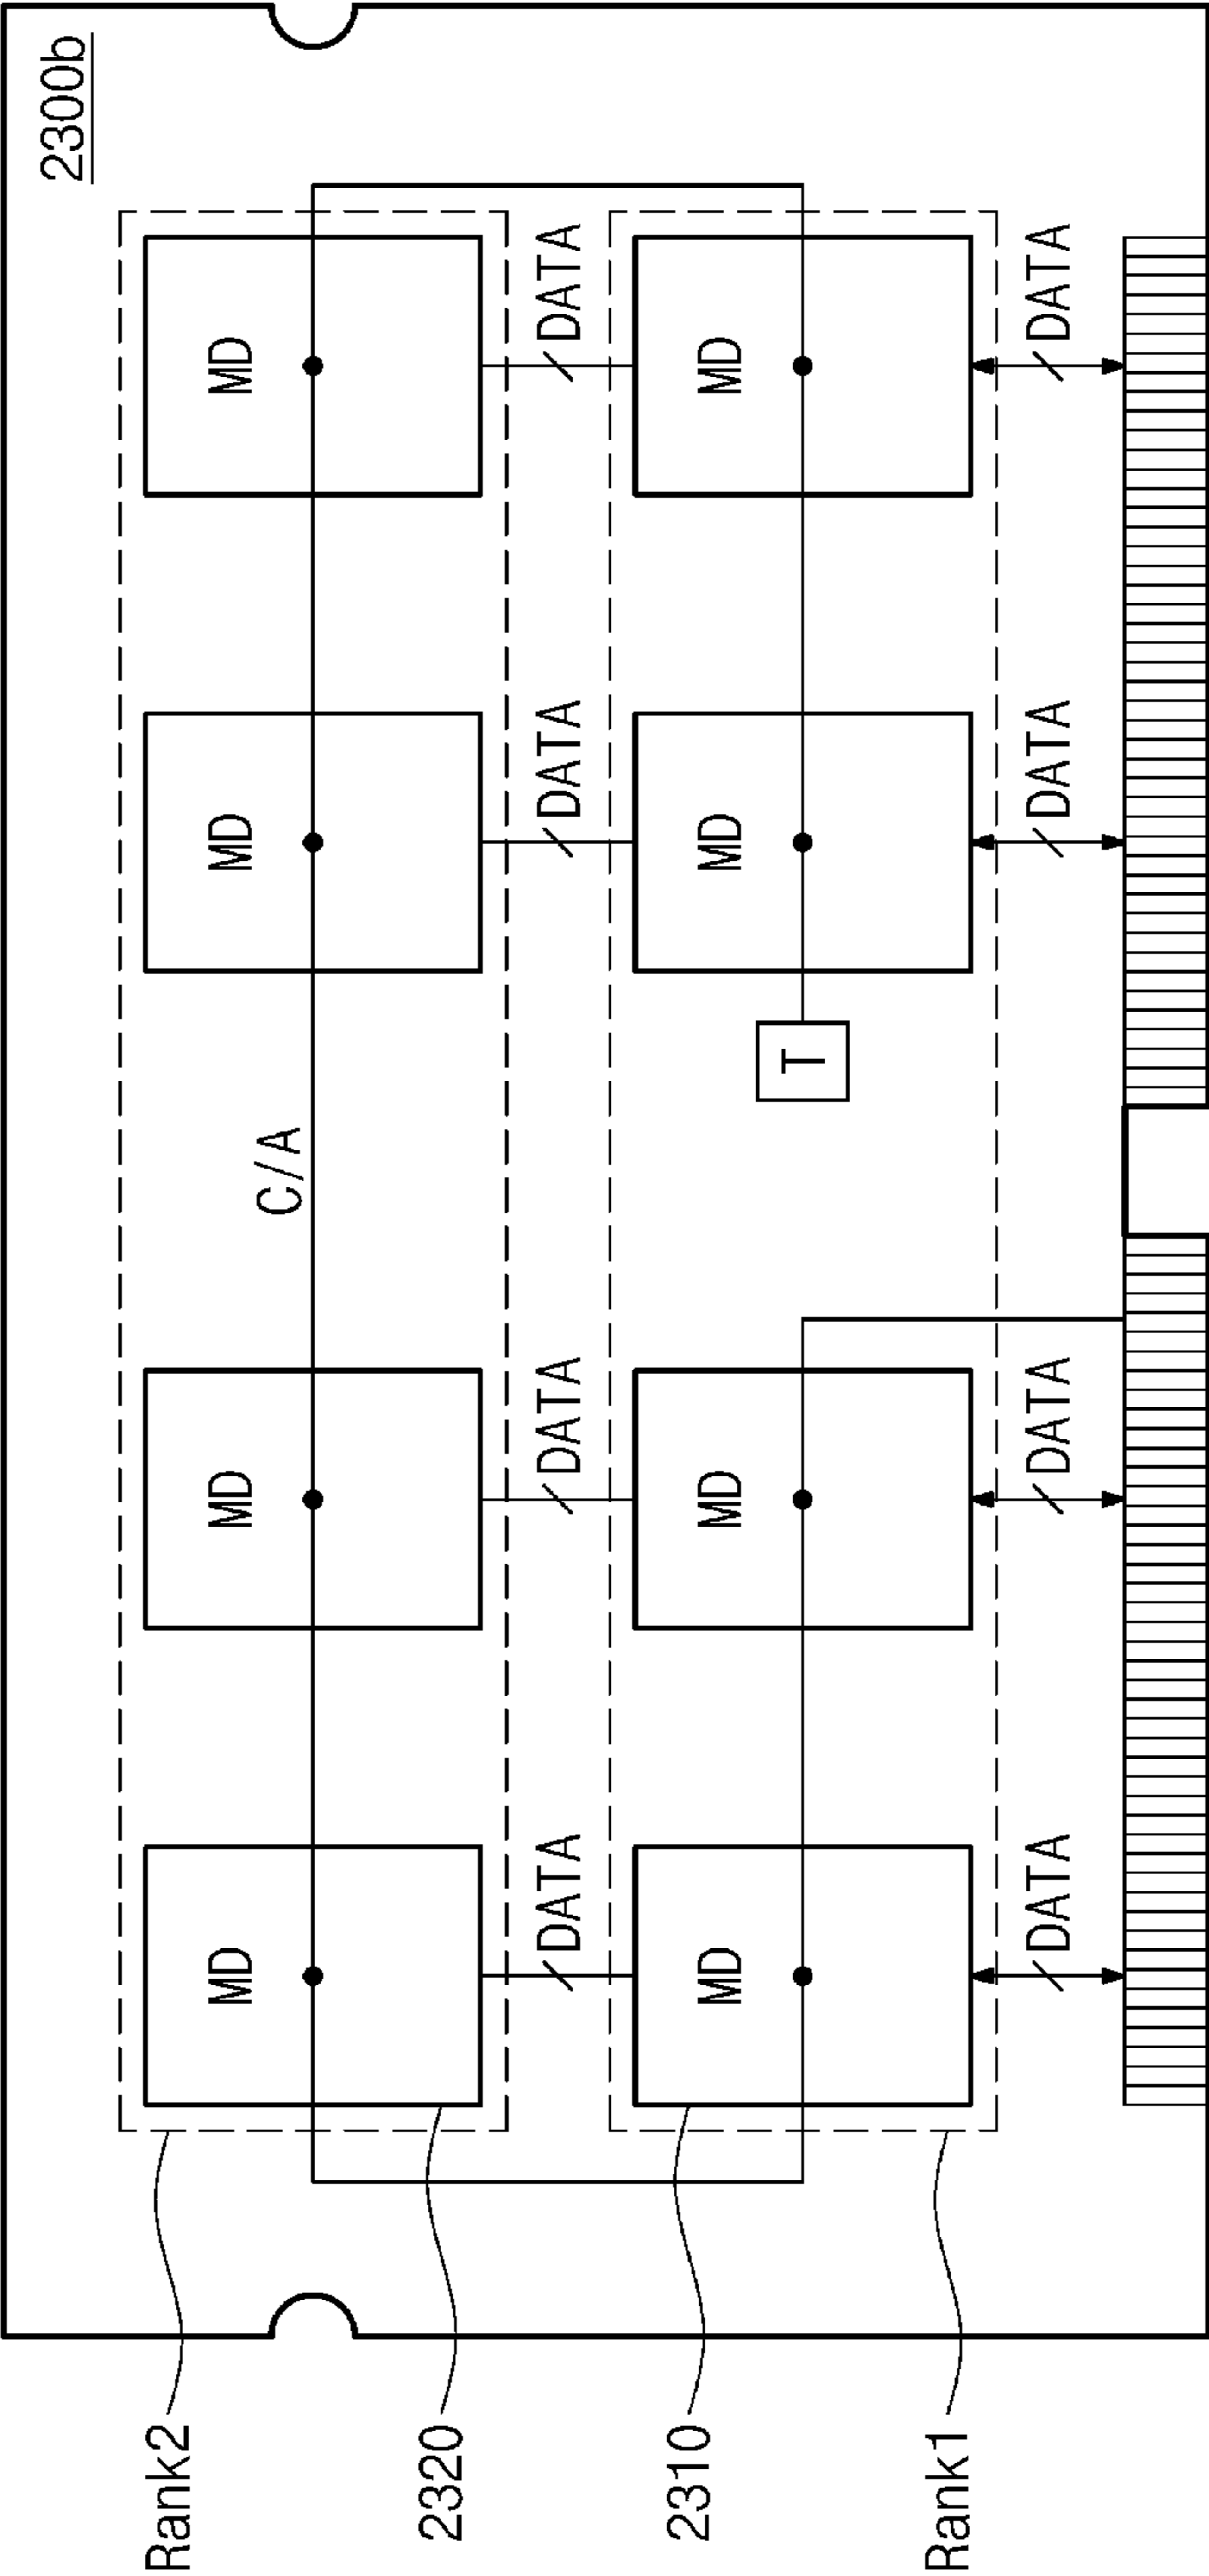 2300b
Rank2
MD MD MD MD
C/A
2320
DATA DATA DATA DATA
2310
MD MD MD MD
T
Rank1
DATA DATA DATA DATA